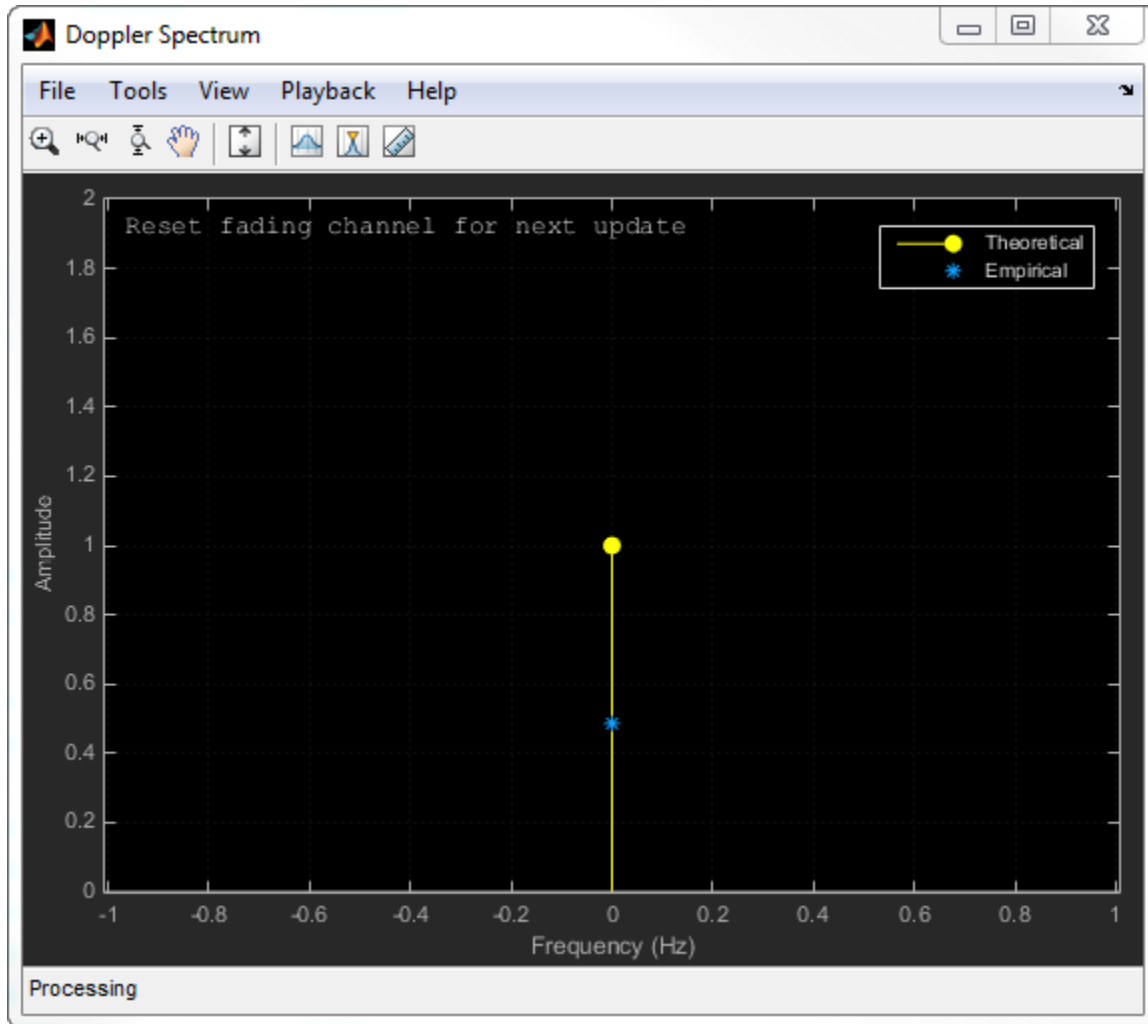 Doppler Spectrum
File Tools View Playback Help
Reset fading channel for next update
Theoretical
Empirical
2
1.8
1.6
1.4
1.2
1
0.8
0.6
0.4
0.2
0
Amplitude
-1 -0.8 -0.6 -0.4 -0.2 0 0.2 0.4 0.6 0.8 1
Frequency (Hz)
Processing